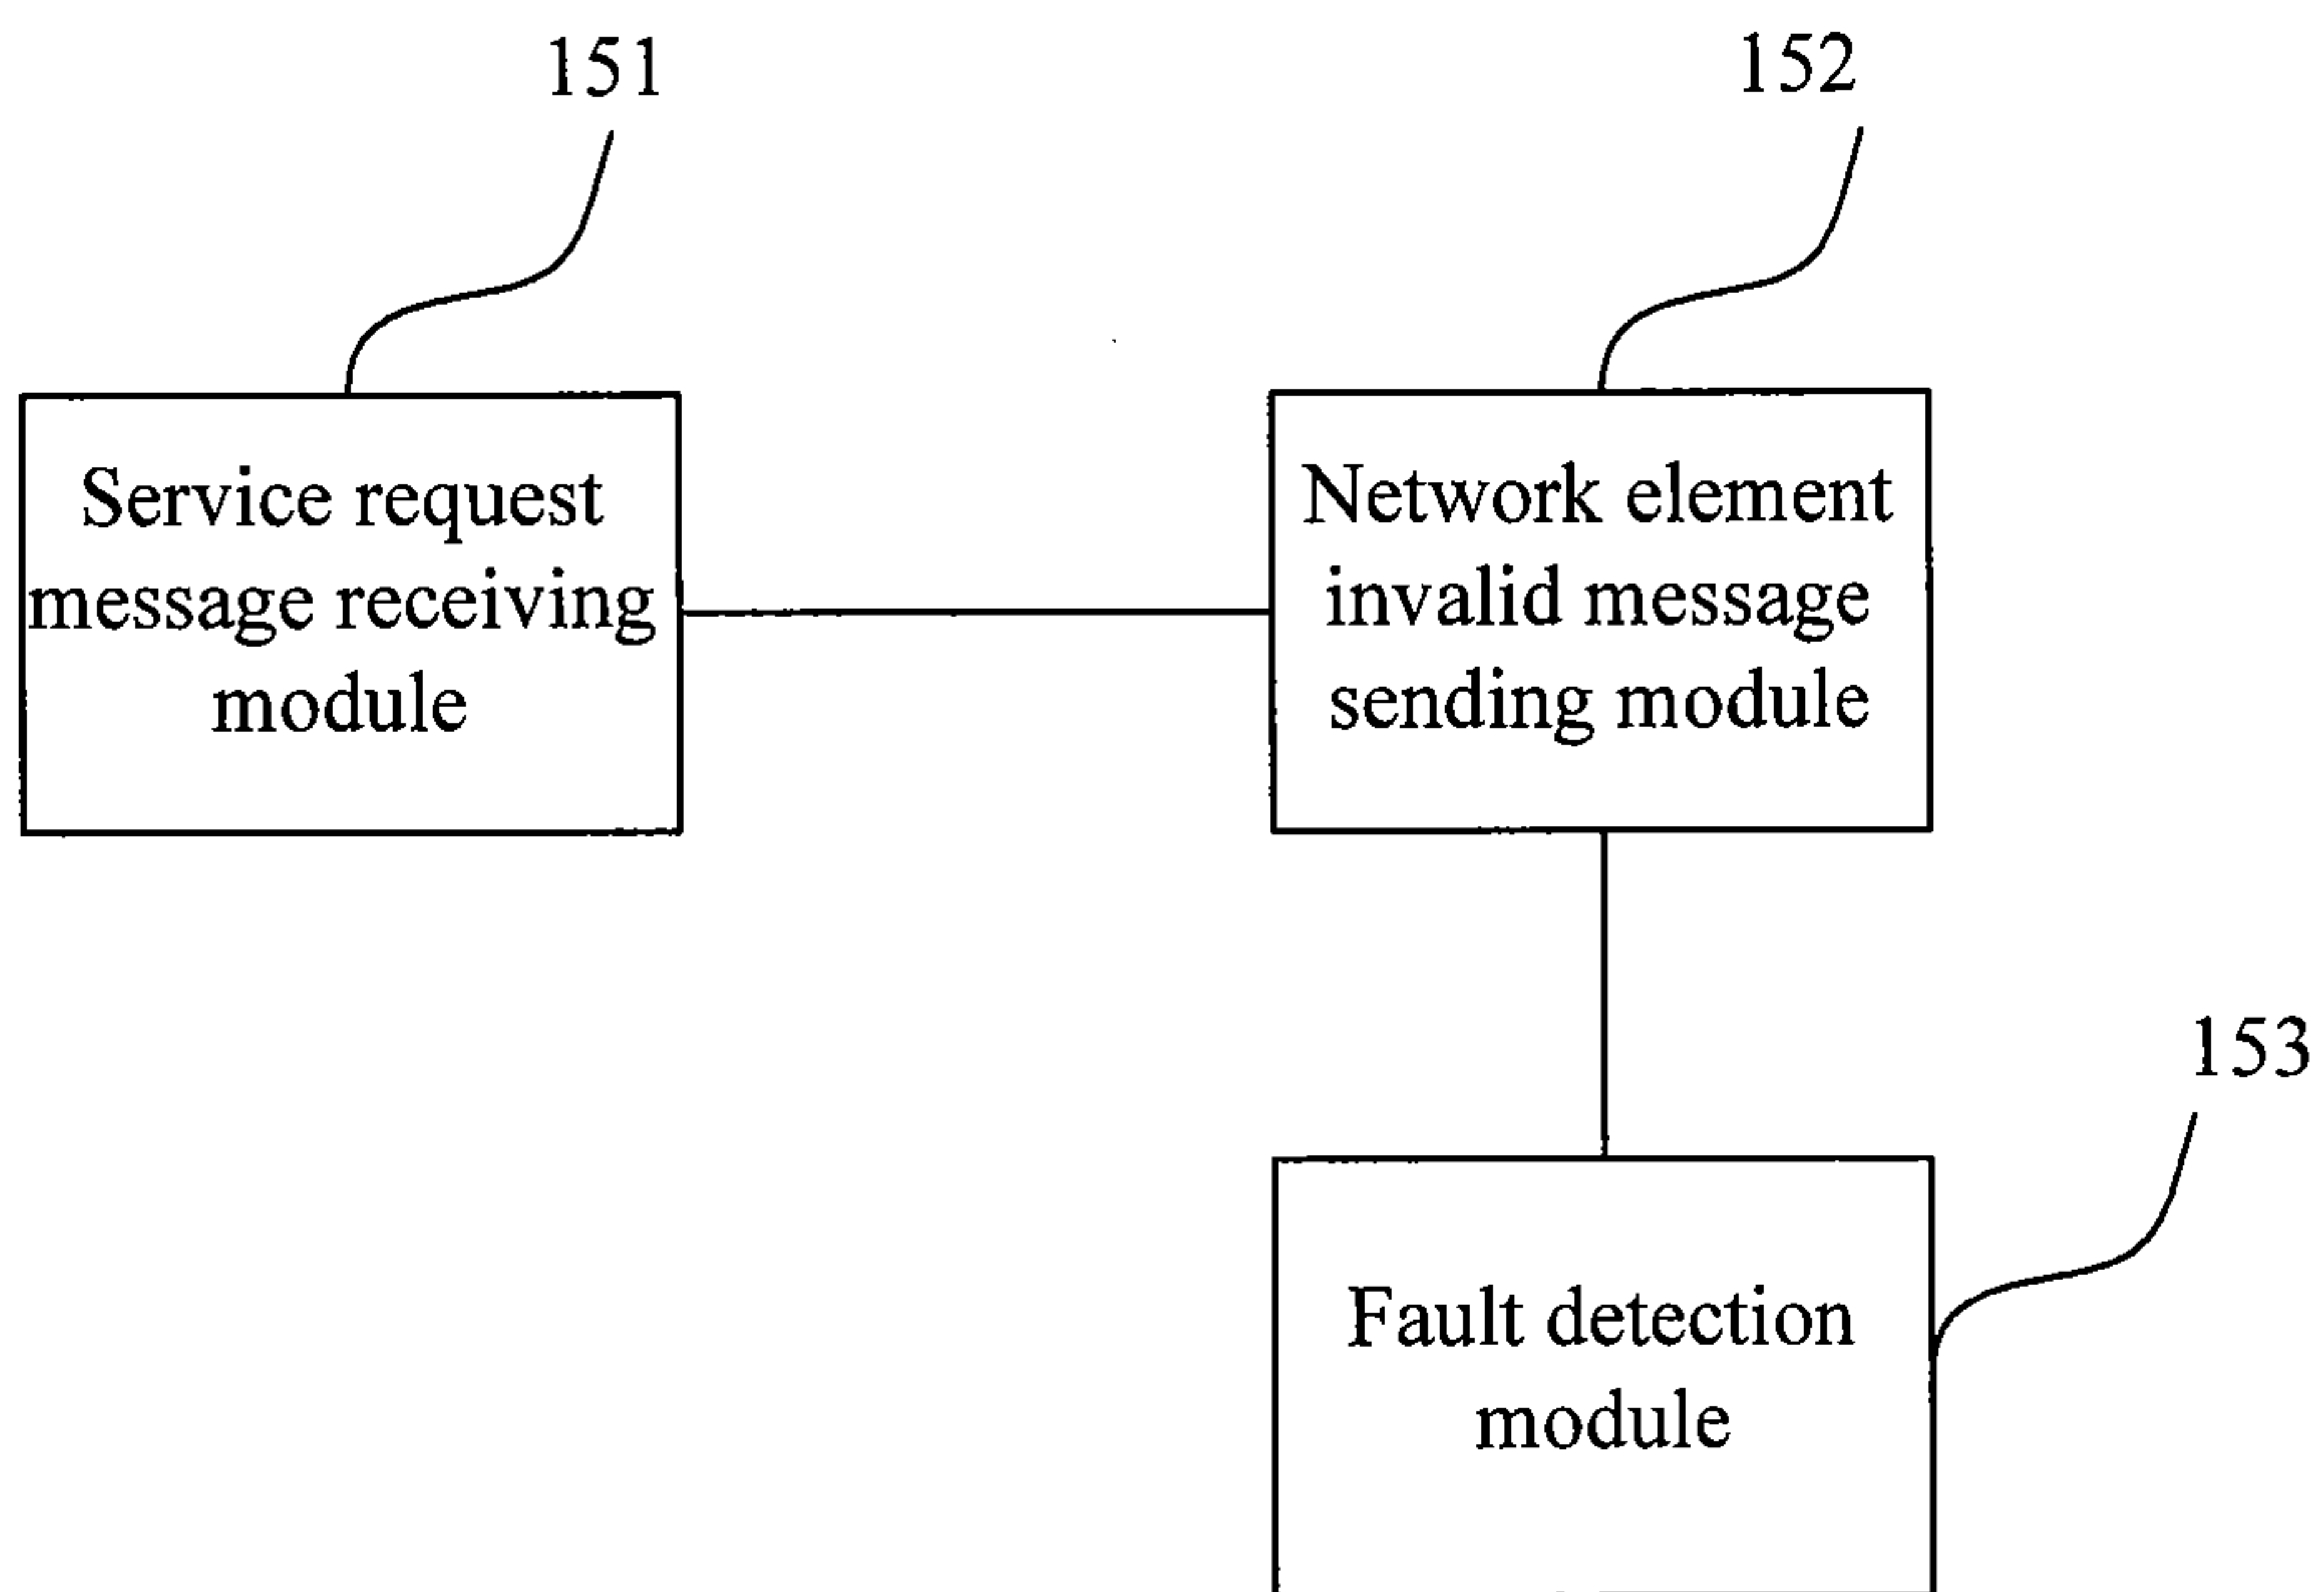 151
152
Service request
message receiving
module
Network element
invalid message
sending module
153
Fault detection
module